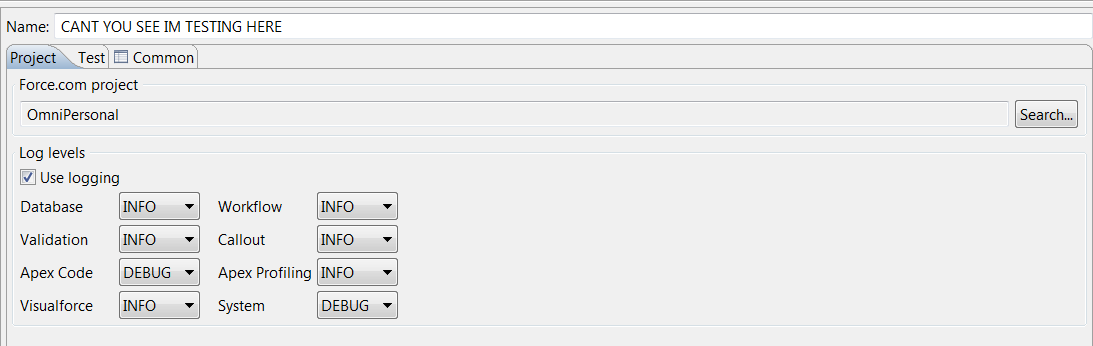 Name: CANT YOU SEE IM TESTING HERE
Project Test Common
Force.com project
OmniPersonal Search...
Log levels
Use logging
Database INFO Workflow INFO
Validation INFO Callout INFO
Apex Code DEBUG Apex Profiling INFO
Visualforce INFO System DEBUG